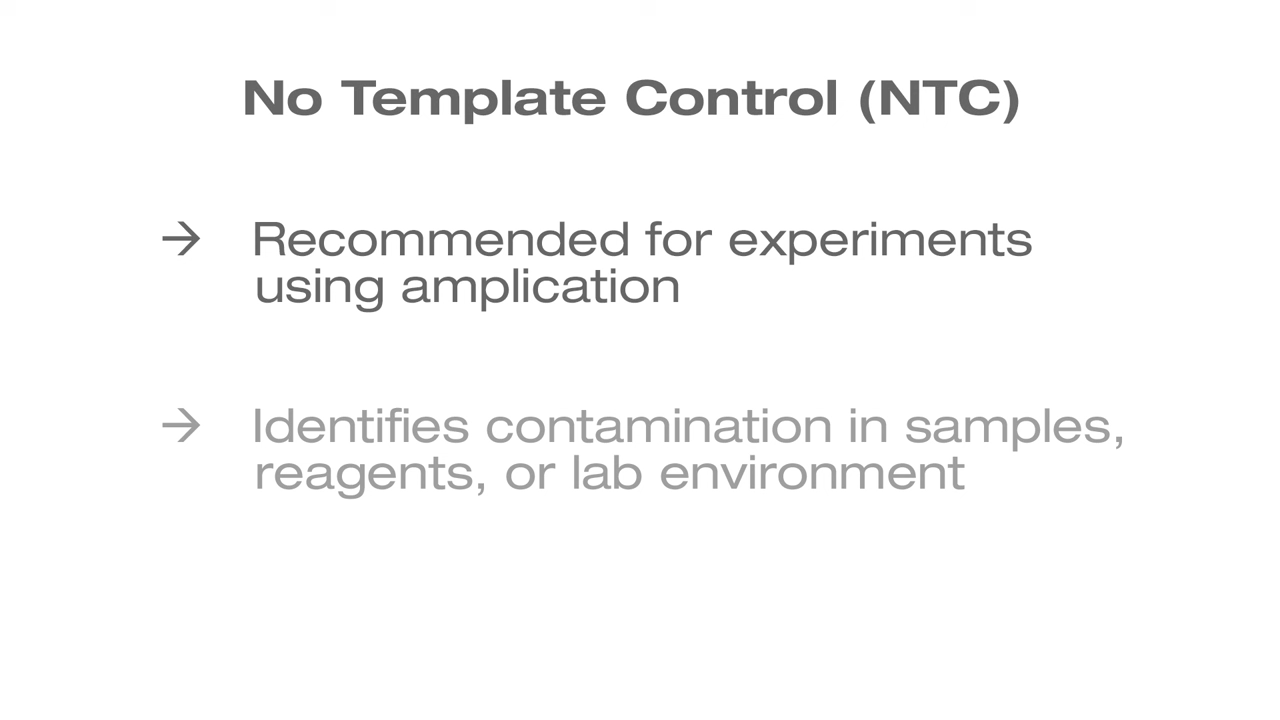 No Template Control (NTC)
→ Recommended for experiments
using amplication
→ Identifies contamination in samples,
reagents, or lab environment